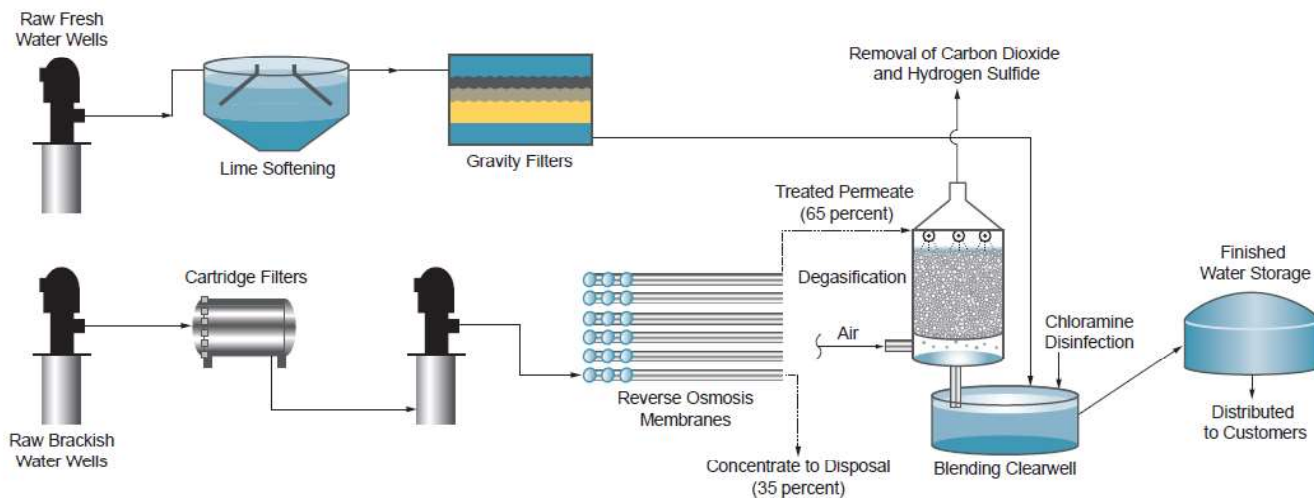 Raw Fresh
Water Wells
Lime Softening
Gravity Filters
Removal of Carbon Dioxide
and Hydrogen Sulfide
Treated Permeate
(65 percent)
Cartridge Filters
Degasification
Finished
Water Storage
Air
Chloramine
Disinfection
Reverse Osmosis
Membranes
Raw Brackish
Water Wells
Concentrate to Disposal
(35 percent)
Blending Clearwell
Distributed
to Customers